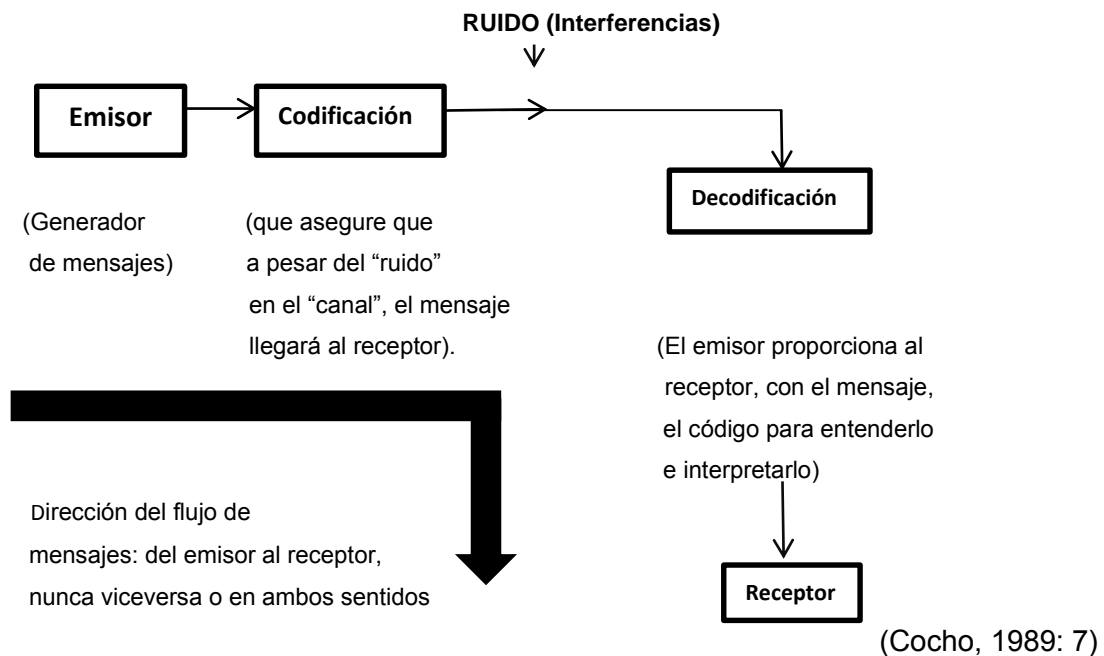 RUIDO (Interferencias)
Emisor
Codificación
Decodificación
(Generador
de mensajes)
(que asegure que
a pesar del “ruido”
en el “canal”, el mensaje
llegará al receptor).
(El emisor proporciona al
receptor, con el mensaje,
el código para entenderlo
e interpretarlo)
Dirección del flujo de
mensajes: del emisor al receptor,
nunca viceversa o en ambos sentidos
Receptor
(Cocho, 1989: 7)